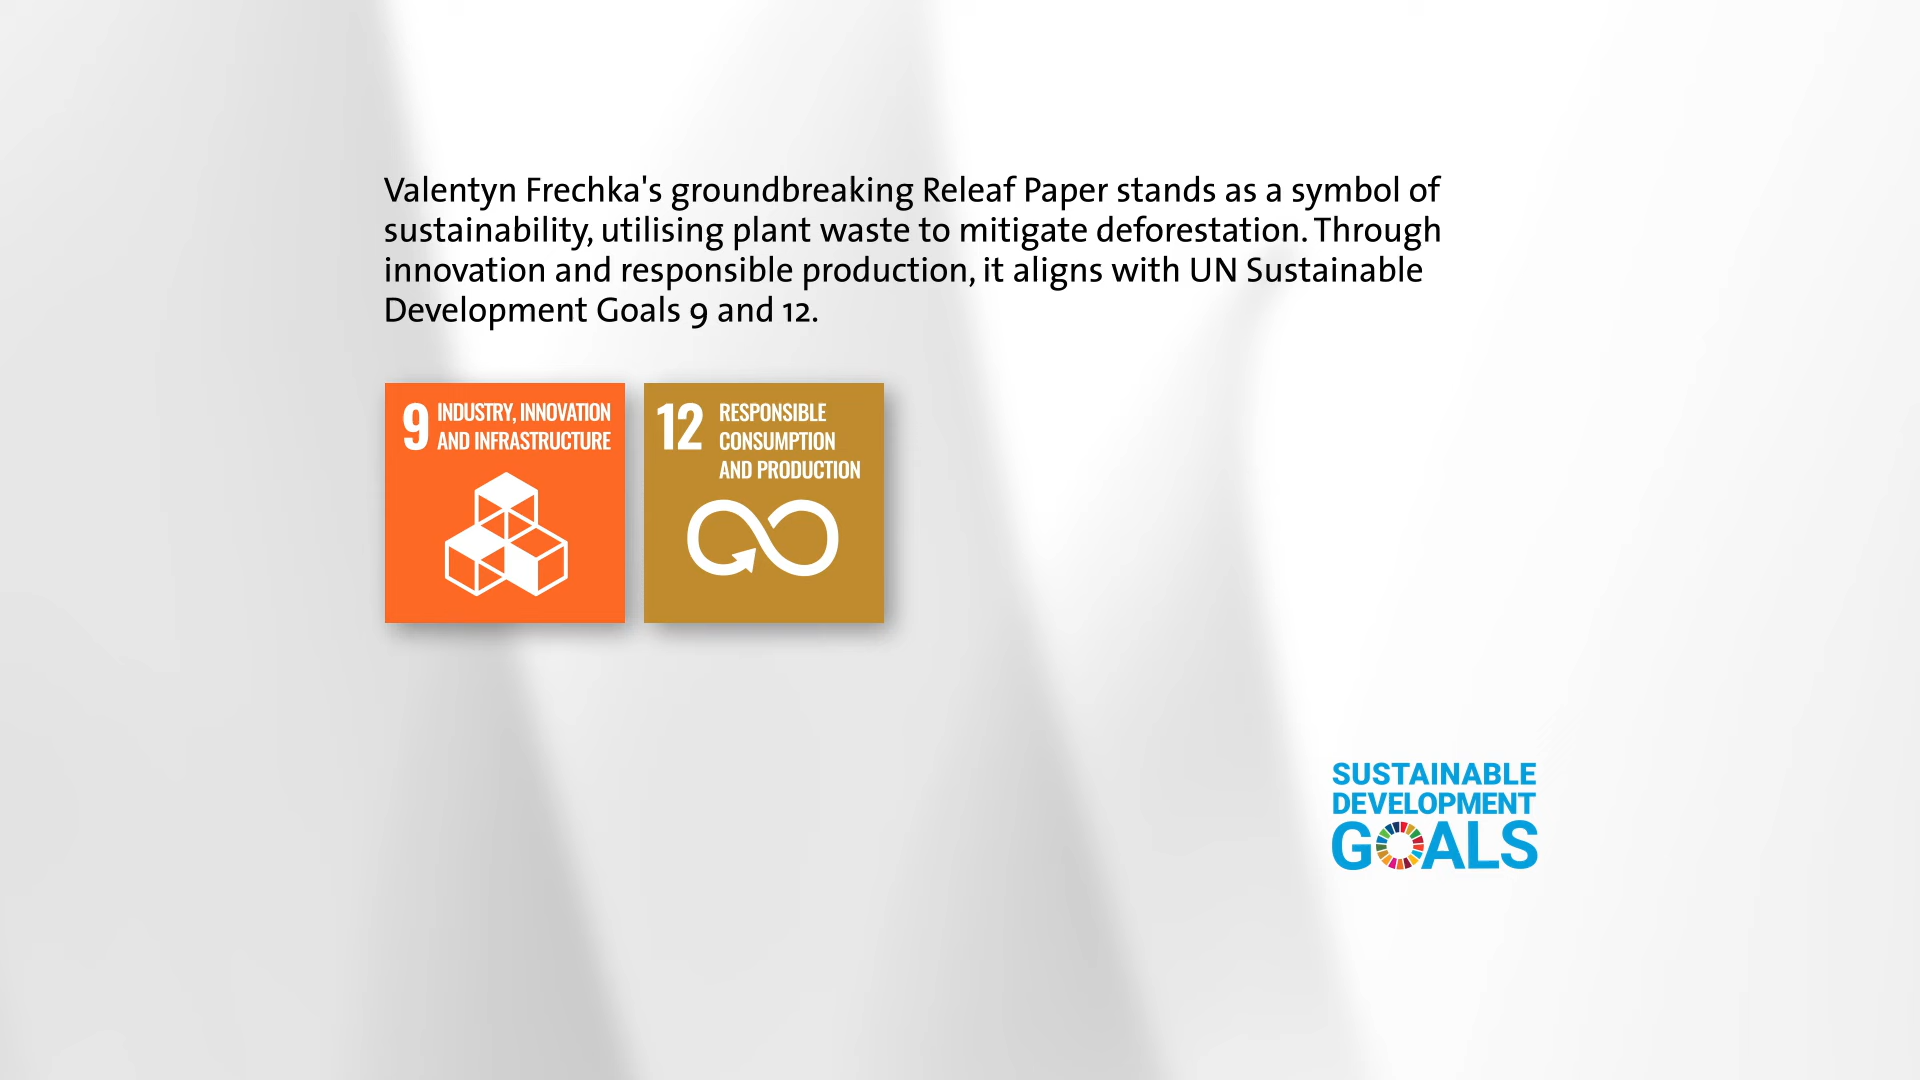 Valentyn Frechka's groundbreaking Releaf Paper stands as a symbol of
sustainability, utilising plant waste to mitigate deforestation. Through
innovation and responsible production, it aligns with UN Sustainable
Development Goals 9 and 12.
9 INDUSTRY, INNOVATION
AND INFRASTRUCTURE
12 RESPONSIBLE
CONSUMPTION
AND PRODUCTION
SUSTAINABLE
DEVELOPMENT
GOALS